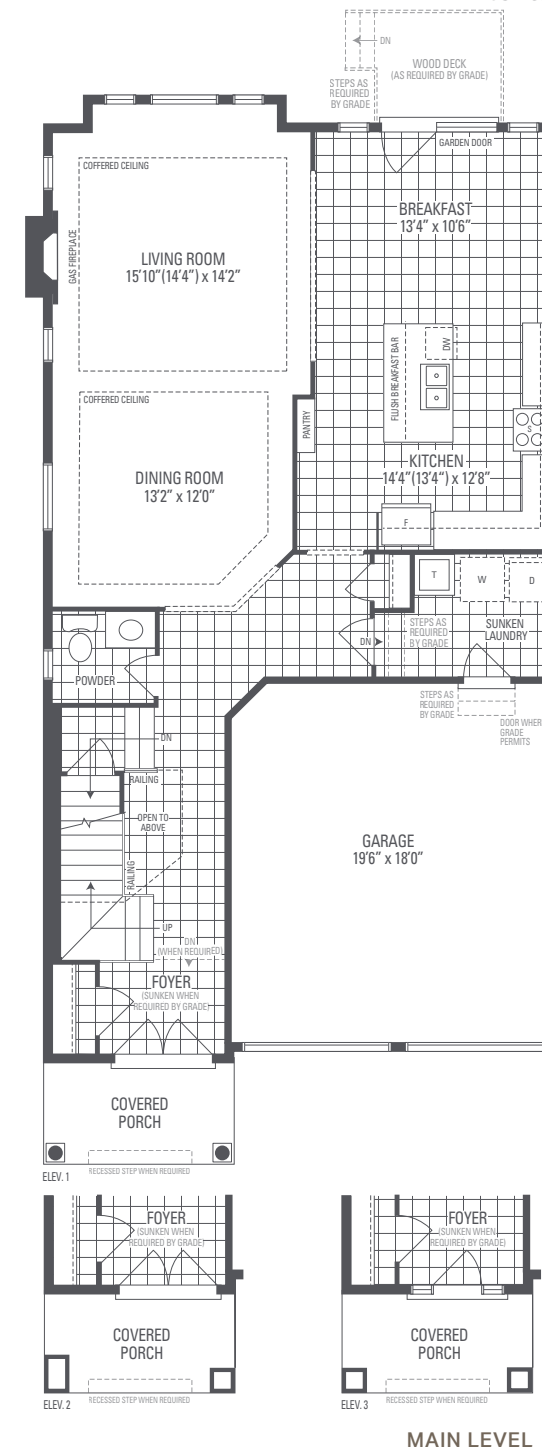 DN
WOOD DECK
(AS REQUIRED BY GRADE)
STEPS AS
REQUIRED
BY GRADE
GARDEN DOOR
COFFERED CEILING
BREAKFAST
13'4" x 10'6"
GAS FIREPLACE
LIVING ROOM
15'10"(14'4") x 14'2"
FLUSH BREAKFAST BAR
DW
COFFERED CEILING
PANTRY
S
KITCHEN
14'4"(13'4") x 12'8"
DINING ROOM
13'2" x 12'0"
F
T
W
D
STEPS AS
REQUIRED
BY GRADE
SUNKEN
LAUNDRY
DN
POWDER
STEPS AS
REQUIRED
BY GRADE
DOOR WHER
GRADE
PERMITS
DN
RAILING
OPEN TO
ABOVE
GARAGE
19'6" x 18'0"
RAILING
UP
DN
(WHEN REQUIRED)
FOYER
(SUNKEN WHEN
REQUIRED BY GRADE)
COVERED
PORCH
RECESSED STEP WHEN REQUIRED
ELEV. 1
FOYER
(SUNKEN WHEN
REQUIRED BY GRADE)
COVERED
PORCH
RECESSED STEP WHEN REQUIRED
ELEV. 2
FOYER
(SUNKEN WHEN
REQUIRED BY GRADE)
COVERED
PORCH
RECESSED STEP WHEN REQUIRED
ELEV. 3
MAIN LEVEL